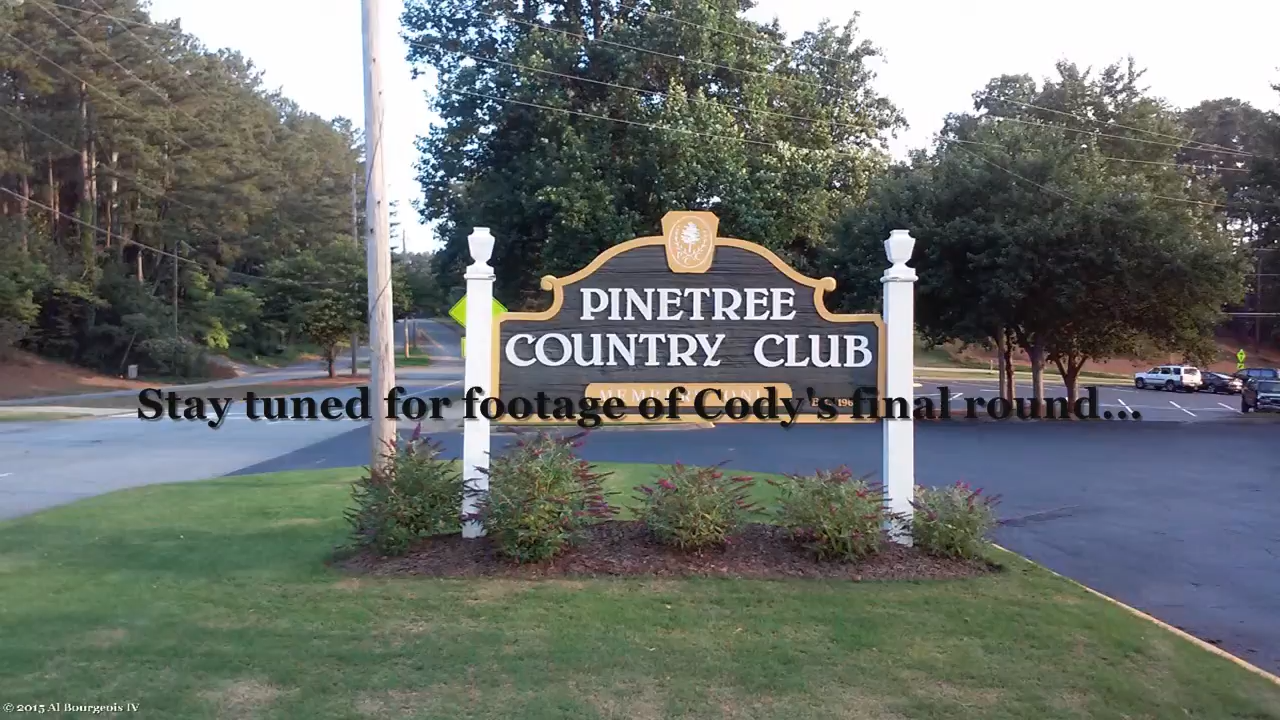 PINETREE
COUNTRY CLUB
Stay tuned for footage of Cody's final round...
© 2015 Al Bourgeois IV